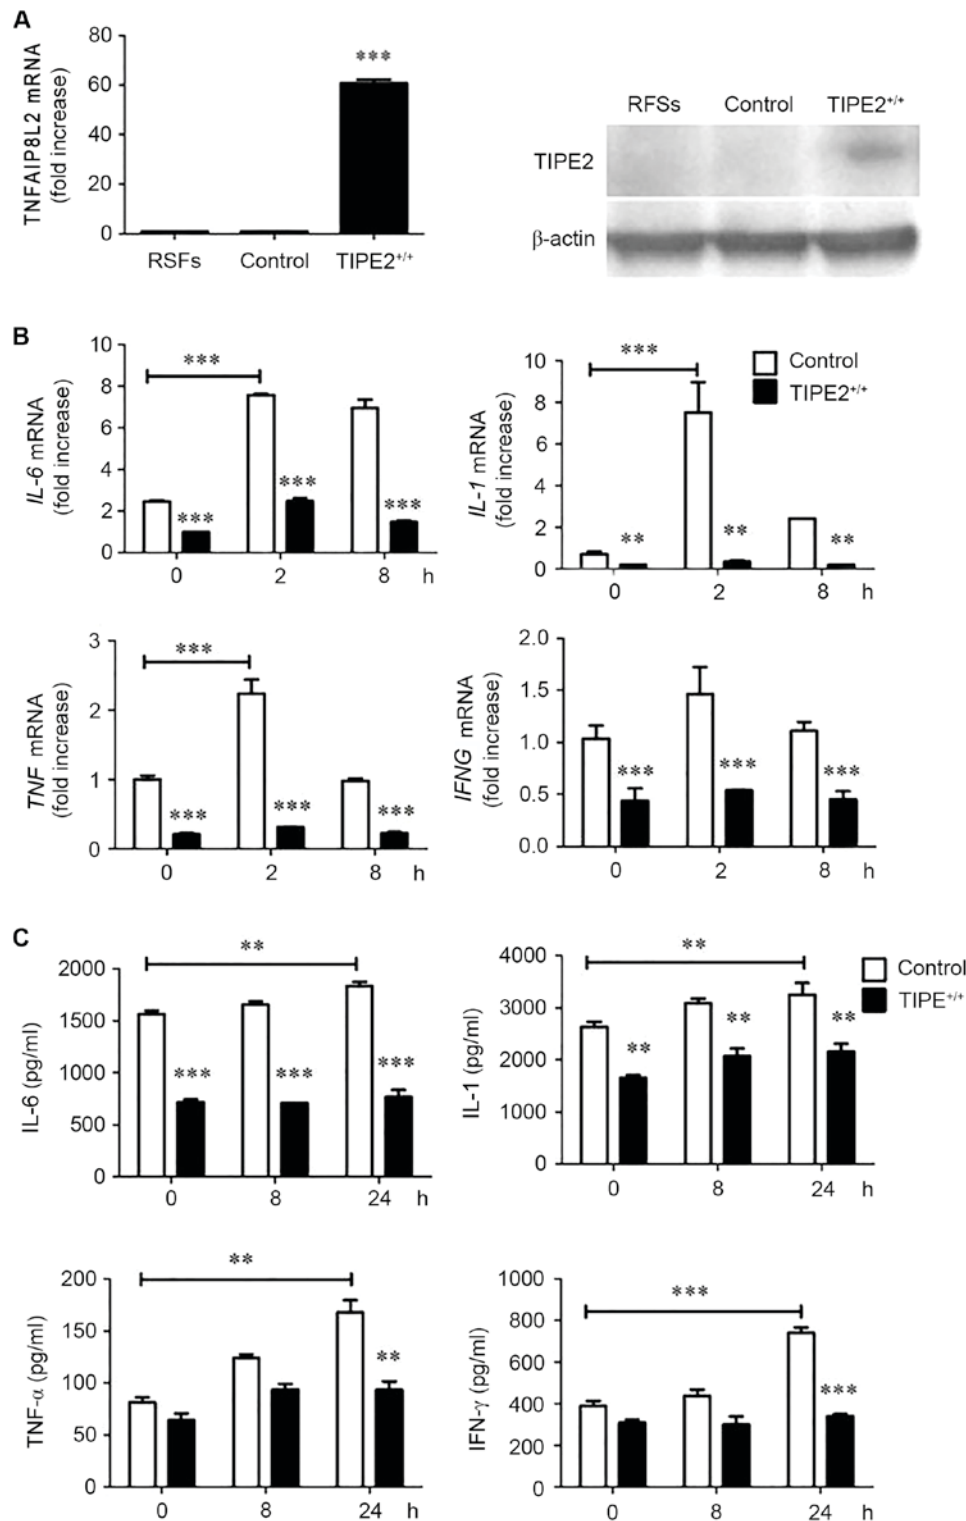 A
TNFAIP8L2 mRNA
(fold increase)
80
60
40
20
0
***
RSFs Control TIPE2+/+
RFSs Control TIPE2+/+
TIPE2
β-actin
B
IL-6 mRNA
(fold increase)
10
8
6
4
2
0
***
***
***
***
0 2 8 h
IL-1 mRNA
(fold increase)
10
8
6
4
2
0
***
**
**
**
0 2 8 h
Control
TIPE2+/+
TNF mRNA
(fold increase)
3
2
1
0
***
***
***
***
0 2 8 h
IFNG mRNA
(fold increase)
2.0
1.5
1.0
0.5
0.0
***
***
***
0 2 8 h
C
IL-6 (pg/ml)
2000
1500
1000
500
0
**
***
***
***
0 8 24 h
IL-1 (pg/ml)
4000
3000
2000
1000
0
**
**
**
**
0 8 24 h
Control
TIPE+/+
TNF-α (pg/ml)
200
150
100
50
0
**
**
0 8 24 h
IFN-γ (pg/ml)
1000
800
600
400
200
0
***
***
0 8 24 h